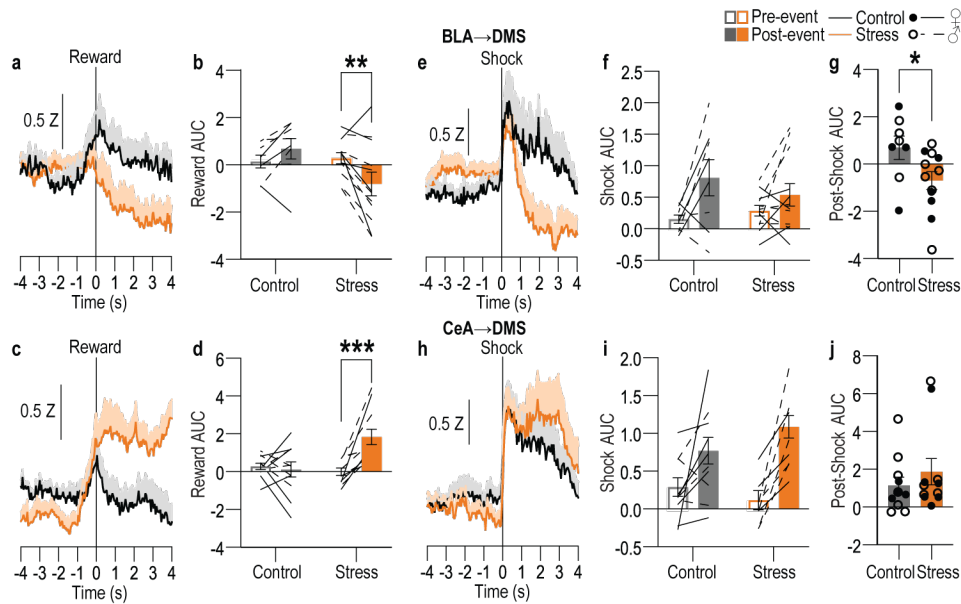 Pre-event
Control
♀
Post-event
Stress
♂
BLA→DMS
a
Reward
0.5 Z
-4 -3 -2 -1 0 1 2 3 4
Time (s)
b
**
Reward AUC
4
2
0
-2
-4
Control Stress
e
Shock
0.5 Z
-4 -3 -2 -1 0 1 2 3 4
Time (s)
f
Shock AUC
2.5
2.0
1.5
1.0
0.5
0.0
-0.5
Control Stress
g
*
Post-Shock AUC
4
2
0
-2
-4
Control Stress
CeA→DMS
c
Reward
0.5 Z
-4 -3 -2 -1 0 1 2 3 4
Time (s)
d
***
Reward AUC
6
4
2
0
-2
-4
Control Stress
h
Shock
0.5 Z
-4 -3 -2 -1 0 1 2 3 4
Time (s)
i
Shock AUC
2.0
1.5
1.0
0.5
0.0
-0.5
Control Stress
j
Post-Shock AUC
8
6
4
2
0
-2
Control Stress